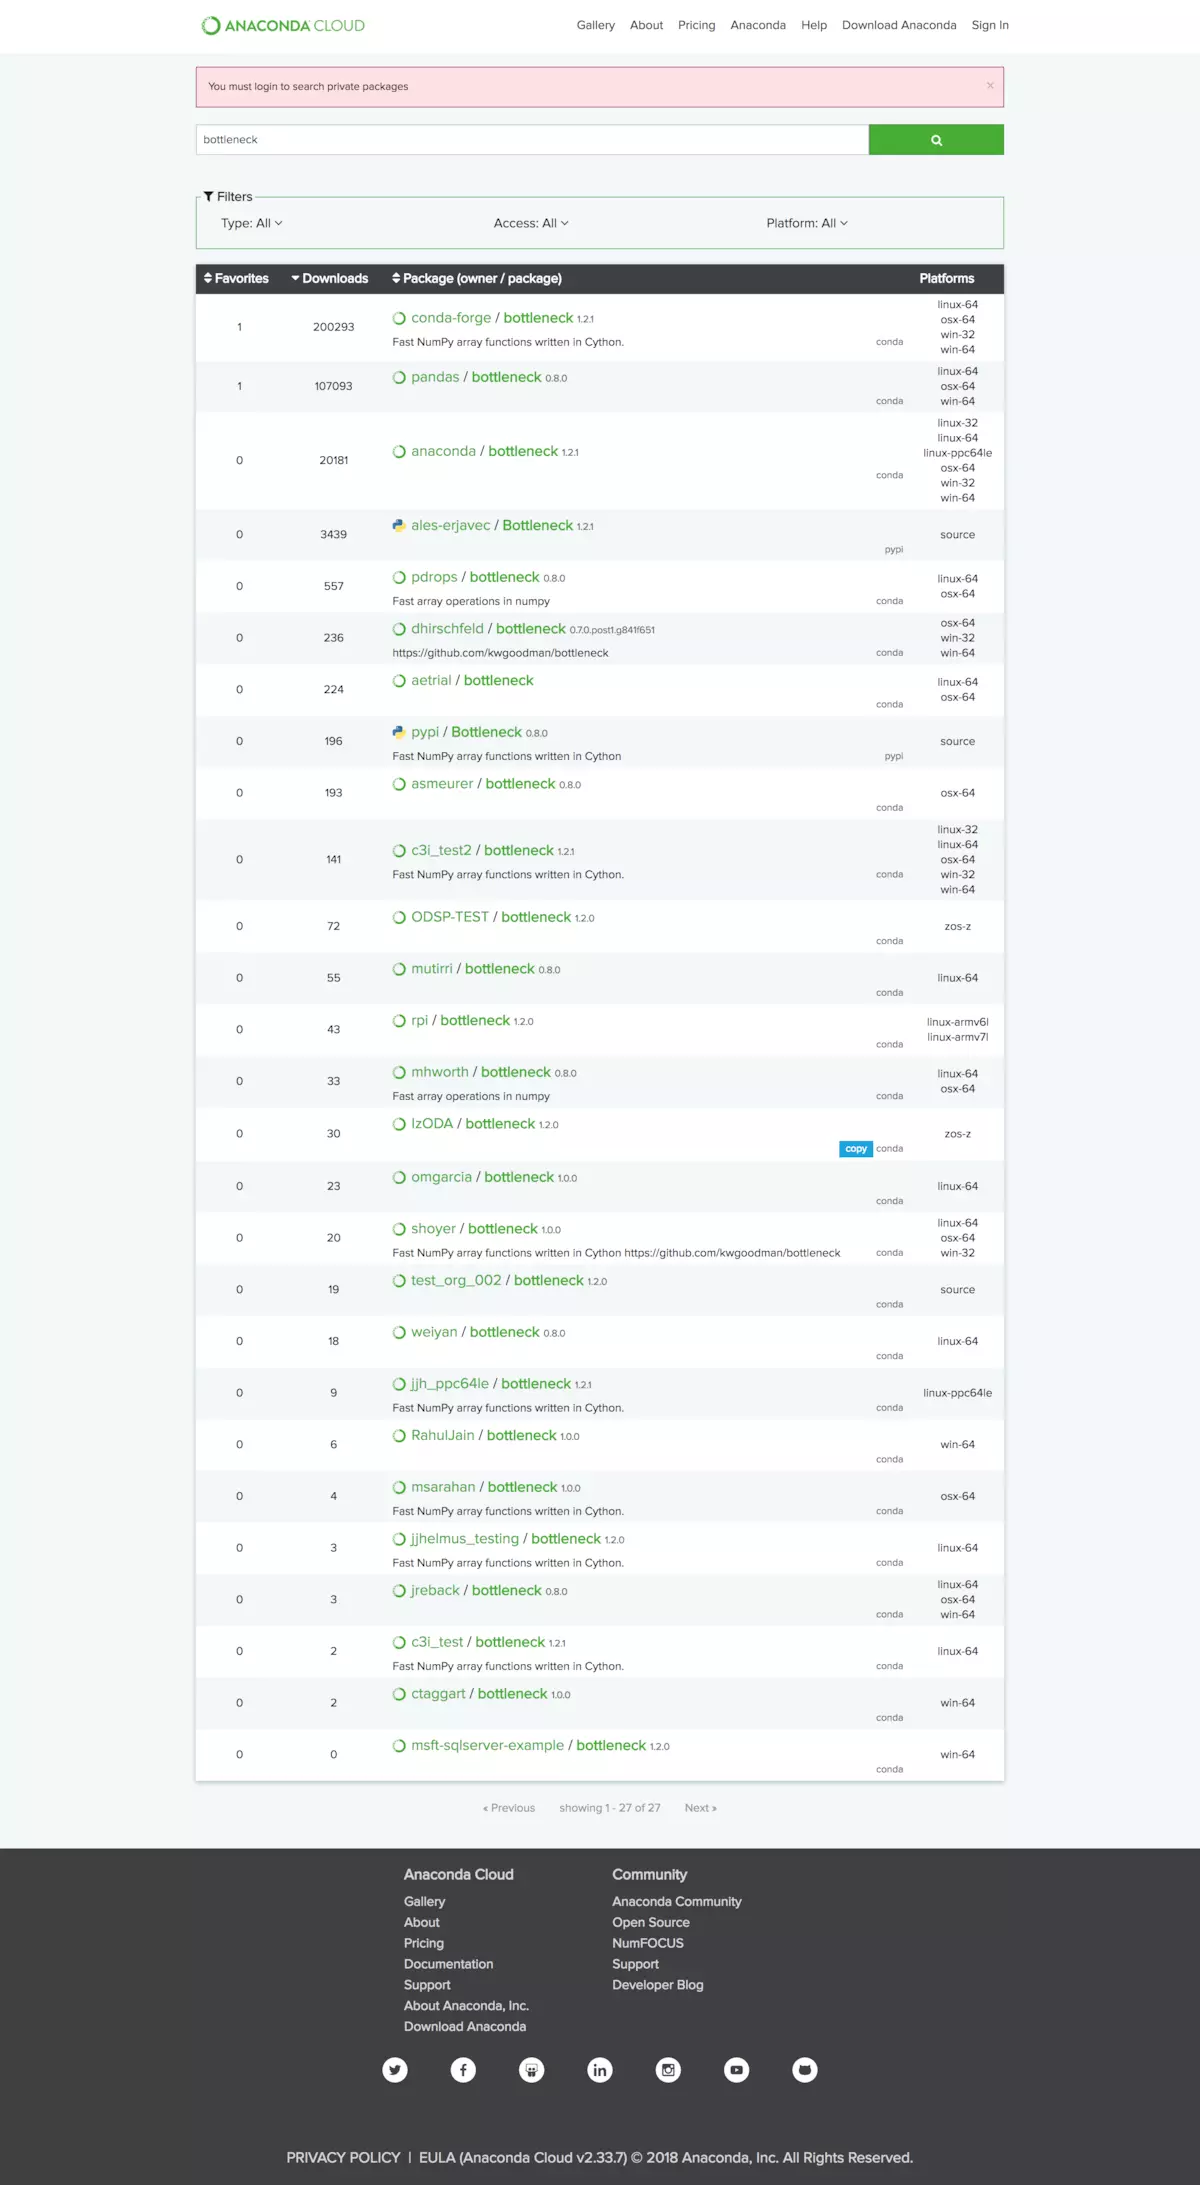 ANACONDA CLOUD
Gallery About Pricing Anaconda Help Download Anaconda Sign In
You must login to search private packages ×
bottleneck
Filters
Type: All Access: All Platform: All
Favorites Downloads Package (owner / package) Platforms
1 200293 conda-forge / bottleneck 1.2.1
Fast NumPy array functions written in Cython. conda
linux-64
osx-64
win-32
win-64
1 107093 pandas / bottleneck 0.8.0
conda
linux-64
osx-64
win-64
0 20181 anaconda / bottleneck 1.2.1
conda
linux-32
linux-64
linux-ppc64le
osx-64
win-32
win-64
0 3439 ales-erjavec / Bottleneck 1.2.1
pypi
source
0 557 pdrops / bottleneck 0.8.0
Fast array operations in numpy conda
linux-64
osx-64
0 236 dhirschfeld / bottleneck 0.7.0.post1.g841f651
https://github.com/kwgoodman/bottleneck conda
osx-64
win-32
win-64
0 224 aetrial / bottleneck
conda
linux-64
osx-64
0 196 pypi / Bottleneck 0.8.0
Fast NumPy array functions written in Cython pypi
source
0 193 asmeurer / bottleneck 0.8.0
conda
osx-64
0 141 c3i_test2 / bottleneck 1.2.1
Fast NumPy array functions written in Cython. conda
linux-32
linux-64
osx-64
win-32
win-64
0 72 ODSP-TEST / bottleneck 1.2.0
conda
zos-z
0 55 mutirri / bottleneck 0.8.0
conda
linux-64
0 43 rpi / bottleneck 1.2.0
conda
linux-armv6l
linux-armv7l
0 33 mhworth / bottleneck 0.8.0
Fast array operations in numpy conda
linux-64
osx-64
0 30 IzODA / bottleneck 1.2.0
copy conda
zos-z
0 23 omgarcia / bottleneck 1.0.0
conda
linux-64
0 20 shoyer / bottleneck 1.0.0
Fast NumPy array functions written in Cython https://github.com/kwgoodman/bottleneck conda
linux-64
osx-64
win-32
0 19 test_org_002 / bottleneck 1.2.0
conda
source
0 18 weiyan / bottleneck 0.8.0
conda
linux-64
0 9 jjh_ppc64le / bottleneck 1.2.1
Fast NumPy array functions written in Cython. conda
linux-ppc64le
0 6 RahulJain / bottleneck 1.0.0
conda
win-64
0 4 msarahan / bottleneck 1.0.0
Fast NumPy array functions written in Cython. conda
osx-64
0 3 jjhelmus_testing / bottleneck 1.2.0
Fast NumPy array functions written in Cython. conda
linux-64
0 3 jreback / bottleneck 0.8.0
conda
linux-64
osx-64
win-64
0 2 c3i_test / bottleneck 1.2.1
Fast NumPy array functions written in Cython. conda
linux-64
0 2 ctaggart / bottleneck 1.0.0
conda
win-64
0 0 msft-sqlserver-example / bottleneck 1.2.0
conda
win-64
« Previous showing 1 - 27 of 27 Next »
Anaconda Cloud
Gallery
About
Pricing
Documentation
Support
About Anaconda, Inc.
Download Anaconda
Community
Anaconda Community
Open Source
NumFOCUS
Support
Developer Blog
PRIVACY POLICY | EULA (Anaconda Cloud v2.33.7) © 2018 Anaconda, Inc. All Rights Reserved.